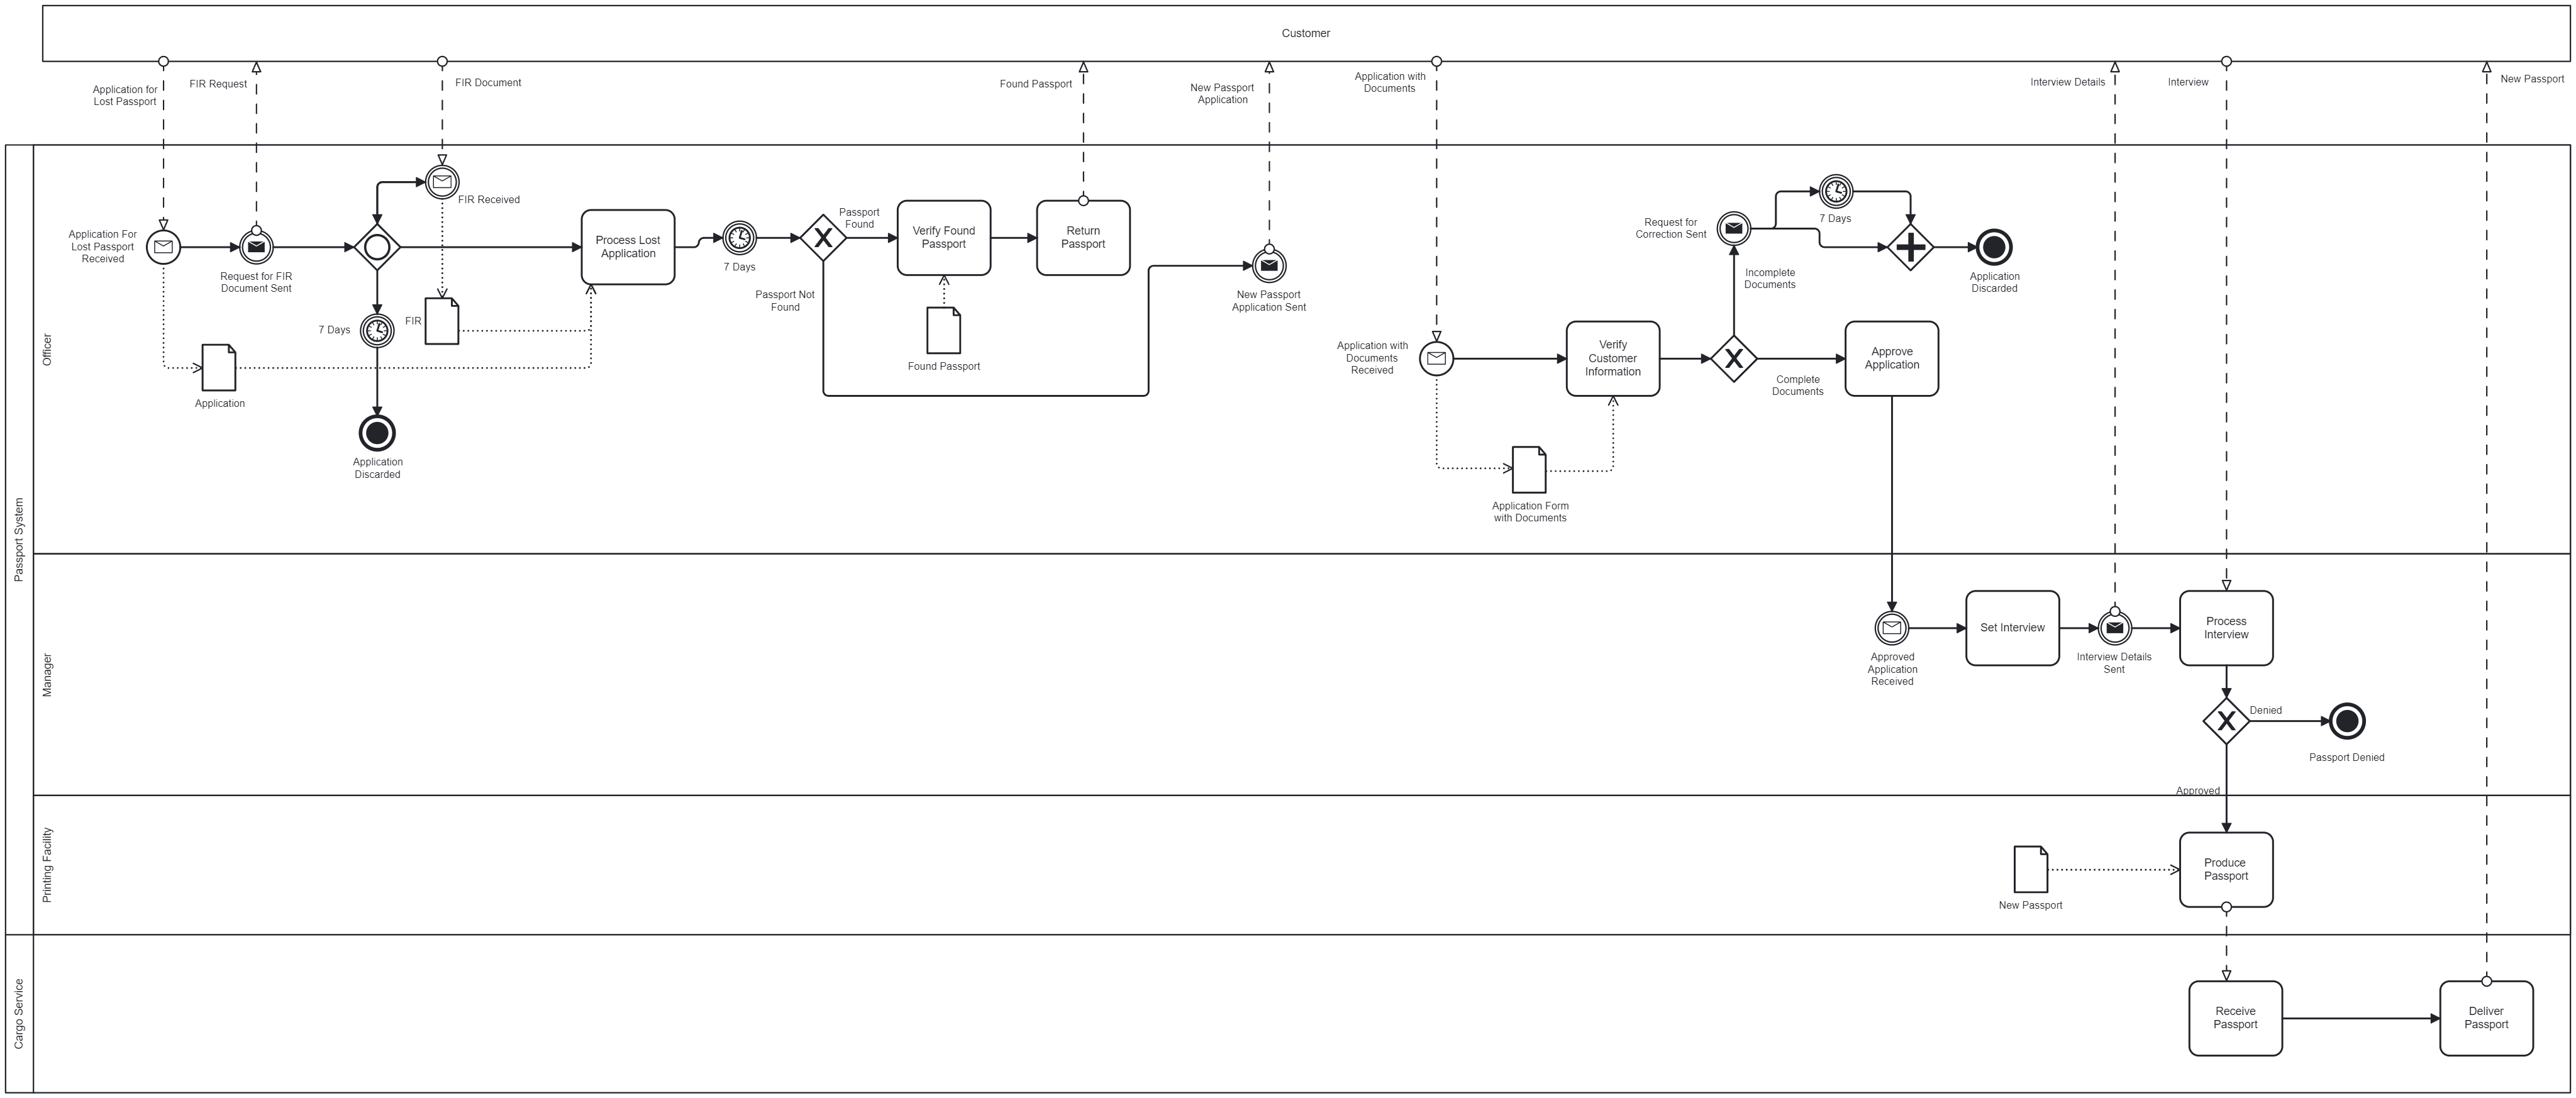 Customer
Application for
Lost Passport
FIR Request
FIR Document
Found Passport
New Passport
Application
Application with
Documents
Interview Details
Interview
New Passport
Passport System
Officer
Application For
Lost Passport
Received
Request for FIR
Document Sent
FIR Received
7 Days
FIR
Application
Application
Discarded
Process Lost
Application
7 Days
Passport
Found
Passport Not
Found
Verify Found
Passport
Found Passport
Return
Passport
New Passport
Application Sent
Application with
Documents
Received
Application Form
with Documents
Verify
Customer
Information
Request for
Correction Sent
Incomplete
Documents
Complete
Documents
7 Days
Application
Discarded
Approve
Application
Manager
Approved
Application
Received
Set Interview
Interview Details
Sent
Process
Interview
Denied
Passport Denied
Approved
Printing Facility
New Passport
Produce
Passport
Cargo Service
Receive
Passport
Deliver
Passport